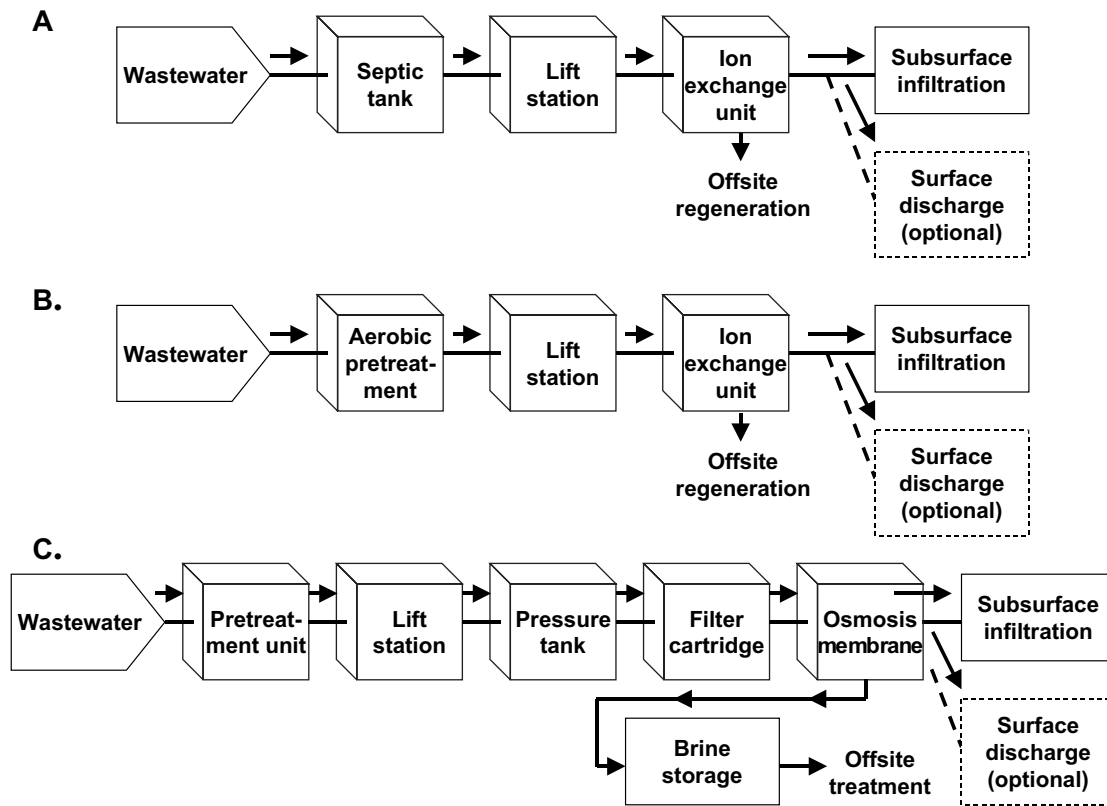 A
Wastewater
Septic
tank
Lift
station
Ion
exchange
unit
Subsurface
infiltration
Offsite
regeneration
Surface
discharge
(optional)
B.
Wastewater
Aerobic
pretreat-
ment
Lift
station
Ion
exchange
unit
Subsurface
infiltration
Offsite
regeneration
Surface
discharge
(optional)
C.
Wastewater
Pretreat-
ment unit
Lift
station
Pressure
tank
Filter
cartridge
Osmosis
membrane
Subsurface
infiltration
Brine
storage
Offsite
treatment
Surface
discharge
(optional)